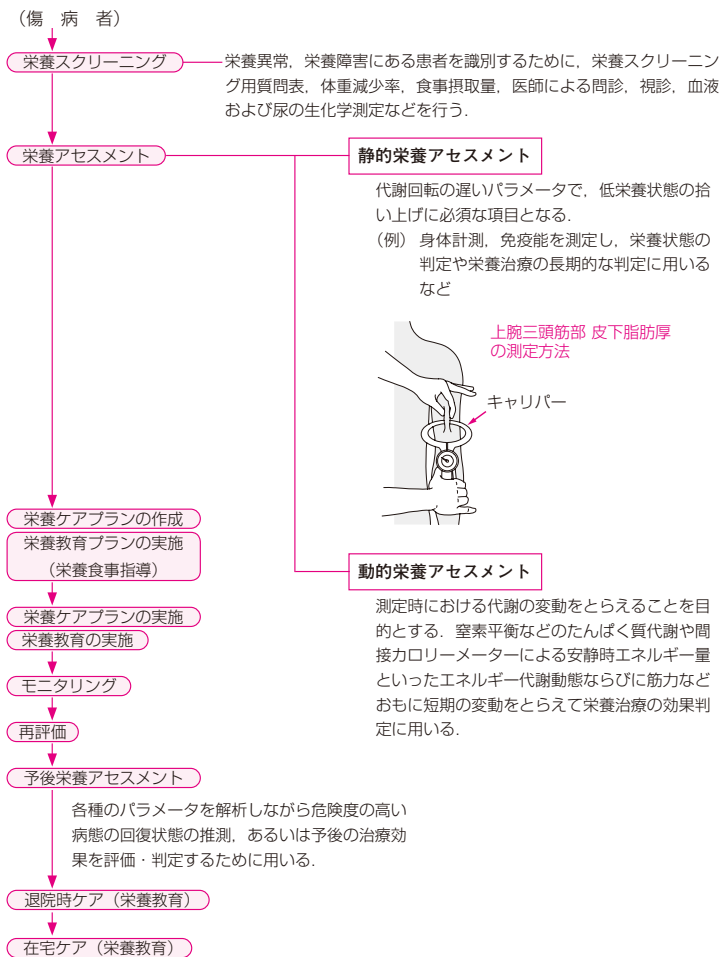 (傷 病 者)
栄養スクリーニング
栄養異常，栄養障害にある患者を識別するために，栄養スクリーニン
グ用質問表，体重減少率，食事摂取量，医師による問診，視診，血液
および尿の生化学測定などを行う．
栄養アセスメント
静的栄養アセスメント
代謝回転の遅いパラメータで，低栄養状態の拾
い上げに必須な項目となる．
(例) 身体計測，免疫能を測定し，栄養状態の
判定や栄養治療の長期的な判定に用いる
など
上腕三頭筋部 皮下脂肪厚
の測定方法
キャリパー
栄養ケアプランの作成
栄養教育プランの実施
(栄養食事指導)
動的栄養アセスメント
測定時における代謝の変動をとらえることを目
的とする．窒素平衡などのたんぱく質代謝や間
接カロリーメーターによる安静時エネルギー量
といったエネルギー代謝動態ならびに筋力など
おもに短期の変動をとらえて栄養治療の効果判
定に用いる．
栄養ケアプランの実施
栄養教育の実施
モニタリング
再評価
予後栄養アセスメント
各種のパラメータを解析しながら危険度の高い
病態の回復状態の推測，あるいは予後の治療効
果を評価・判定するために用いる．
退院時ケア（栄養教育）
在宅ケア（栄養教育）